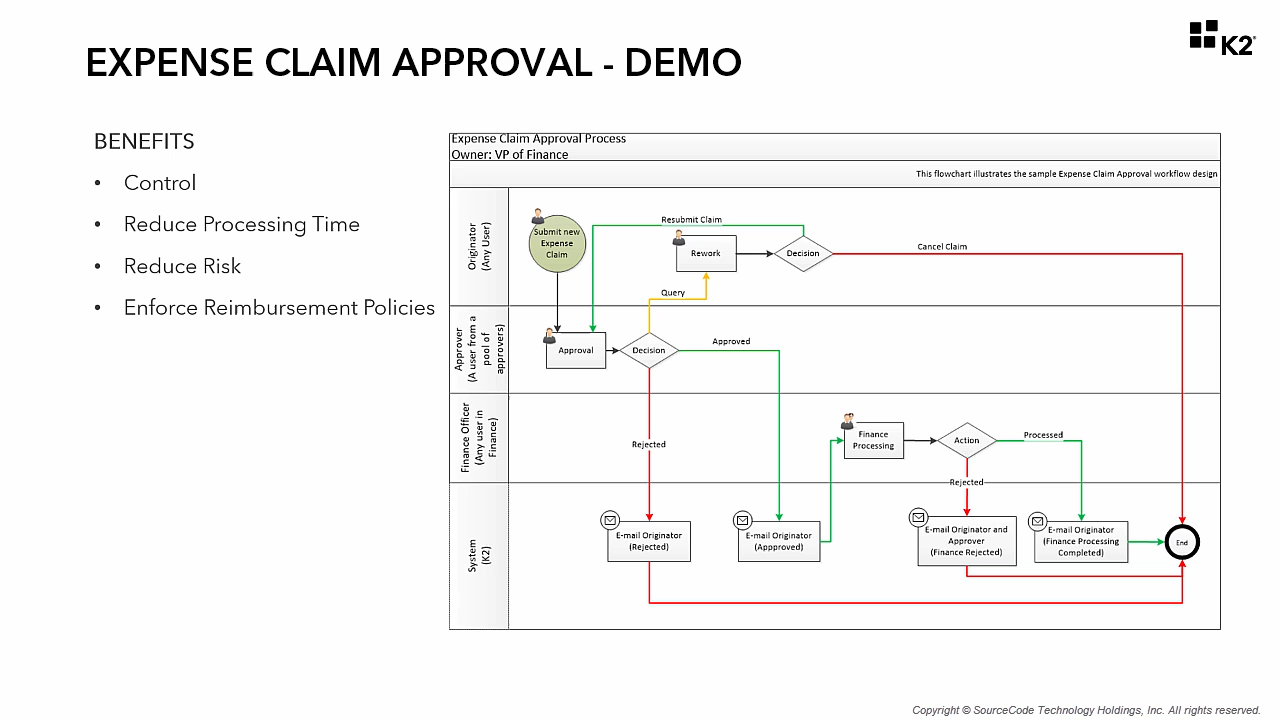 EXPENSE CLAIM APPROVAL - DEMO
K2
BENEFITS
• Control
• Reduce Processing Time
• Reduce Risk
• Enforce Reimbursement Policies
Expense Claim Approval Process
Owner: VP of Finance
This flowchart illustrates the sample Expense Claim Approval workflow design
Originator
(Any User)
Submit new
Expense
Claim
Resubmit Claim
Rework
Decision
Cancel Claim
Query
Approver
(A user from a
pool of
approvers)
Approval
Decision
Approved
Rejected
Finance Officer
(Any user in
Finance)
Finance
Processing
Action
Processed
Rejected
System
(K2)
E-mail Originator
(Rejected)
E-mail Originator
(Appproved)
E-mail Originator and
Approver
(Finance Rejected)
E-mail Originator
(Finance Processing
Completed)
End
Copyright © SourceCode Technology Holdings, Inc. All rights reserved.